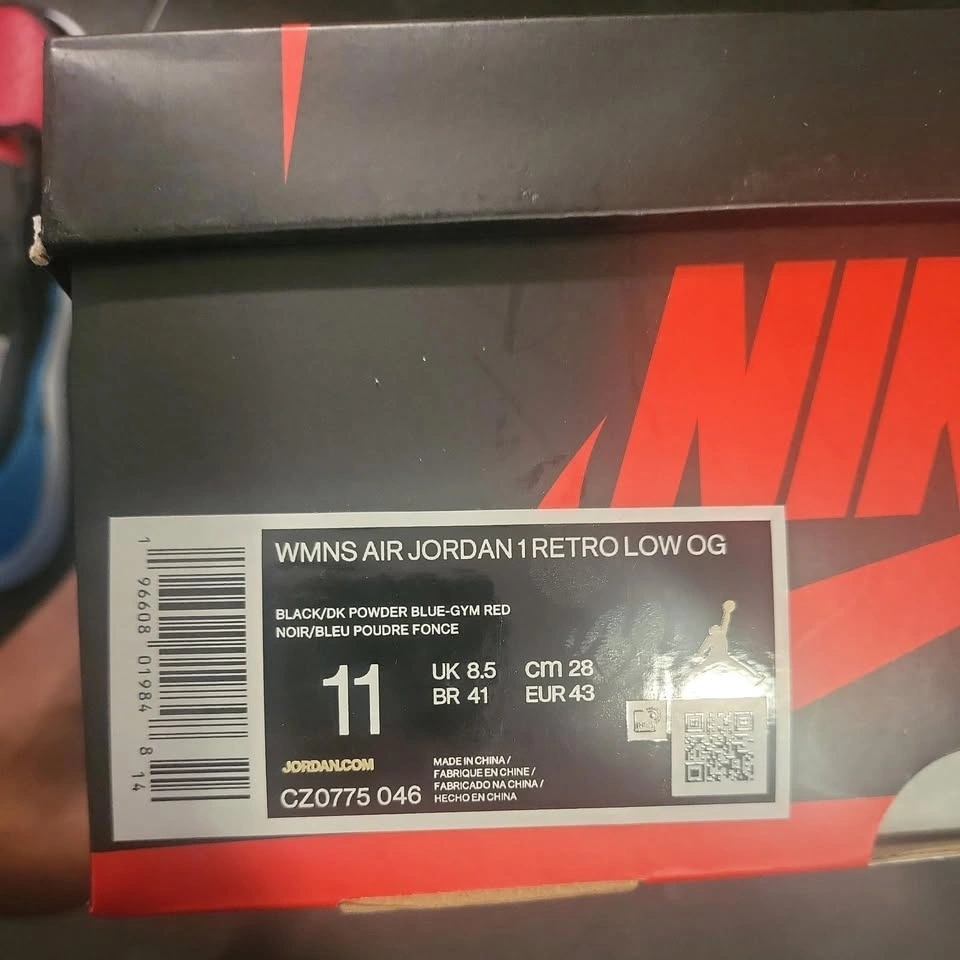 NIK
WMNS AIR JORDAN 1 RETRO LOW OG
BLACK/DK POWDER BLUE-GYM RED
NOIR/BLEU POUDRE FONCE
11
UK 8.5 cm 28
BR 41 EUR 43
JORDAN.COM
CZ0775 046
MADE IN CHINA /
FABRIQUE EN CHINE /
FABRICADO NA CHINA /
HECHO EN CHINA
1 96608 01984 8 14